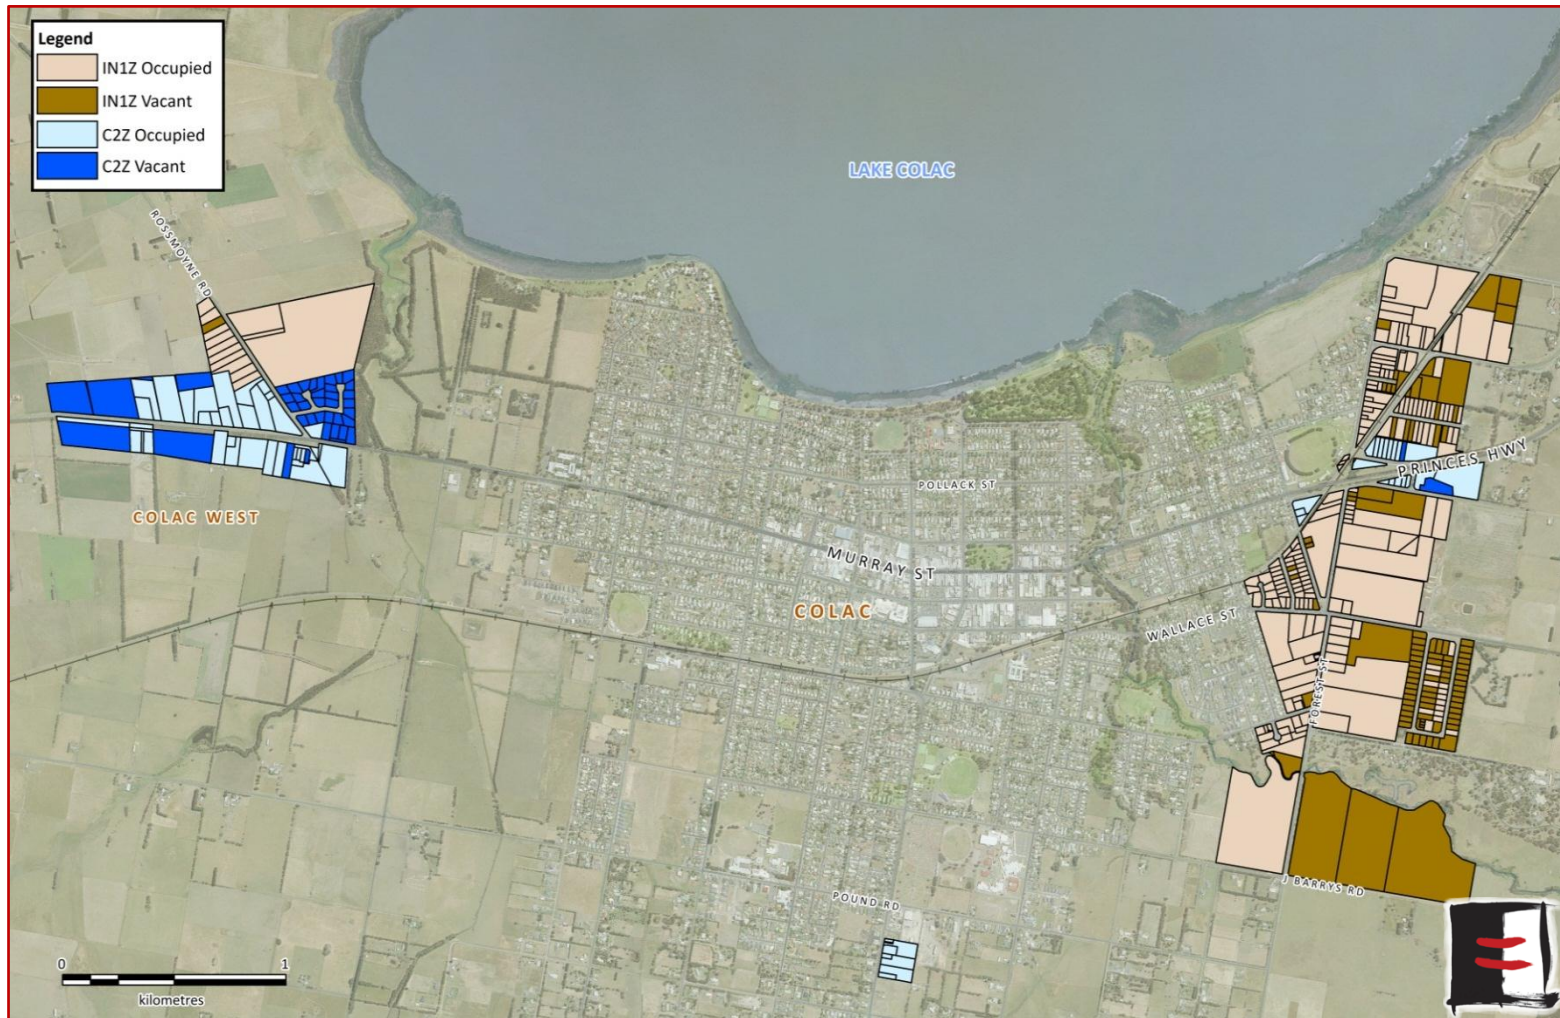 Legend
IN1Z Occupied
IN1Z Vacant
C2Z Occupied
C2Z Vacant
LAKE COLAC
ROSSMOYNE RD
PRINCES HWY
POLLACK ST
COLAC WEST
MURRAY ST
COLAC
WALLACE ST
FOREST ST
J BARRYS RD
POUND RD
0 1
kilometres